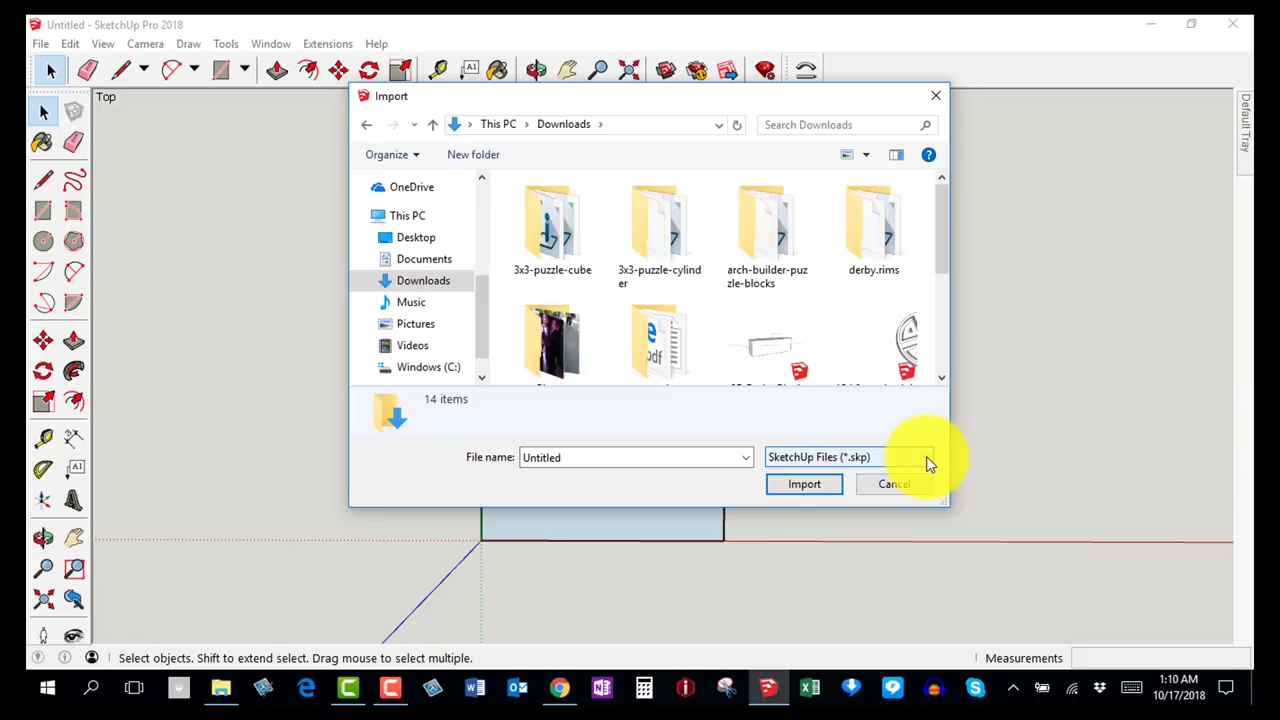 Untitled - SketchUp Pro 2018
File Edit View Camera Draw Tools Window Extensions Help
Top
Default Tray
Import
This PC > Downloads >
Search Downloads
Organize
New folder
OneDrive
This PC
Desktop
Documents
Downloads
Music
Pictures
Videos
Windows (C:)
3x3-puzzle-cube
3x3-puzzle-cylind
er
arch-builder-puz
zle-blocks
derby.rims
pdf
14 items
File name:
Untitled
SketchUp Files (*.skp)
Import
Cancel
Select objects. Shift to extend select. Drag mouse to select multiple.
Measurements
1:10 AM
10/17/2018